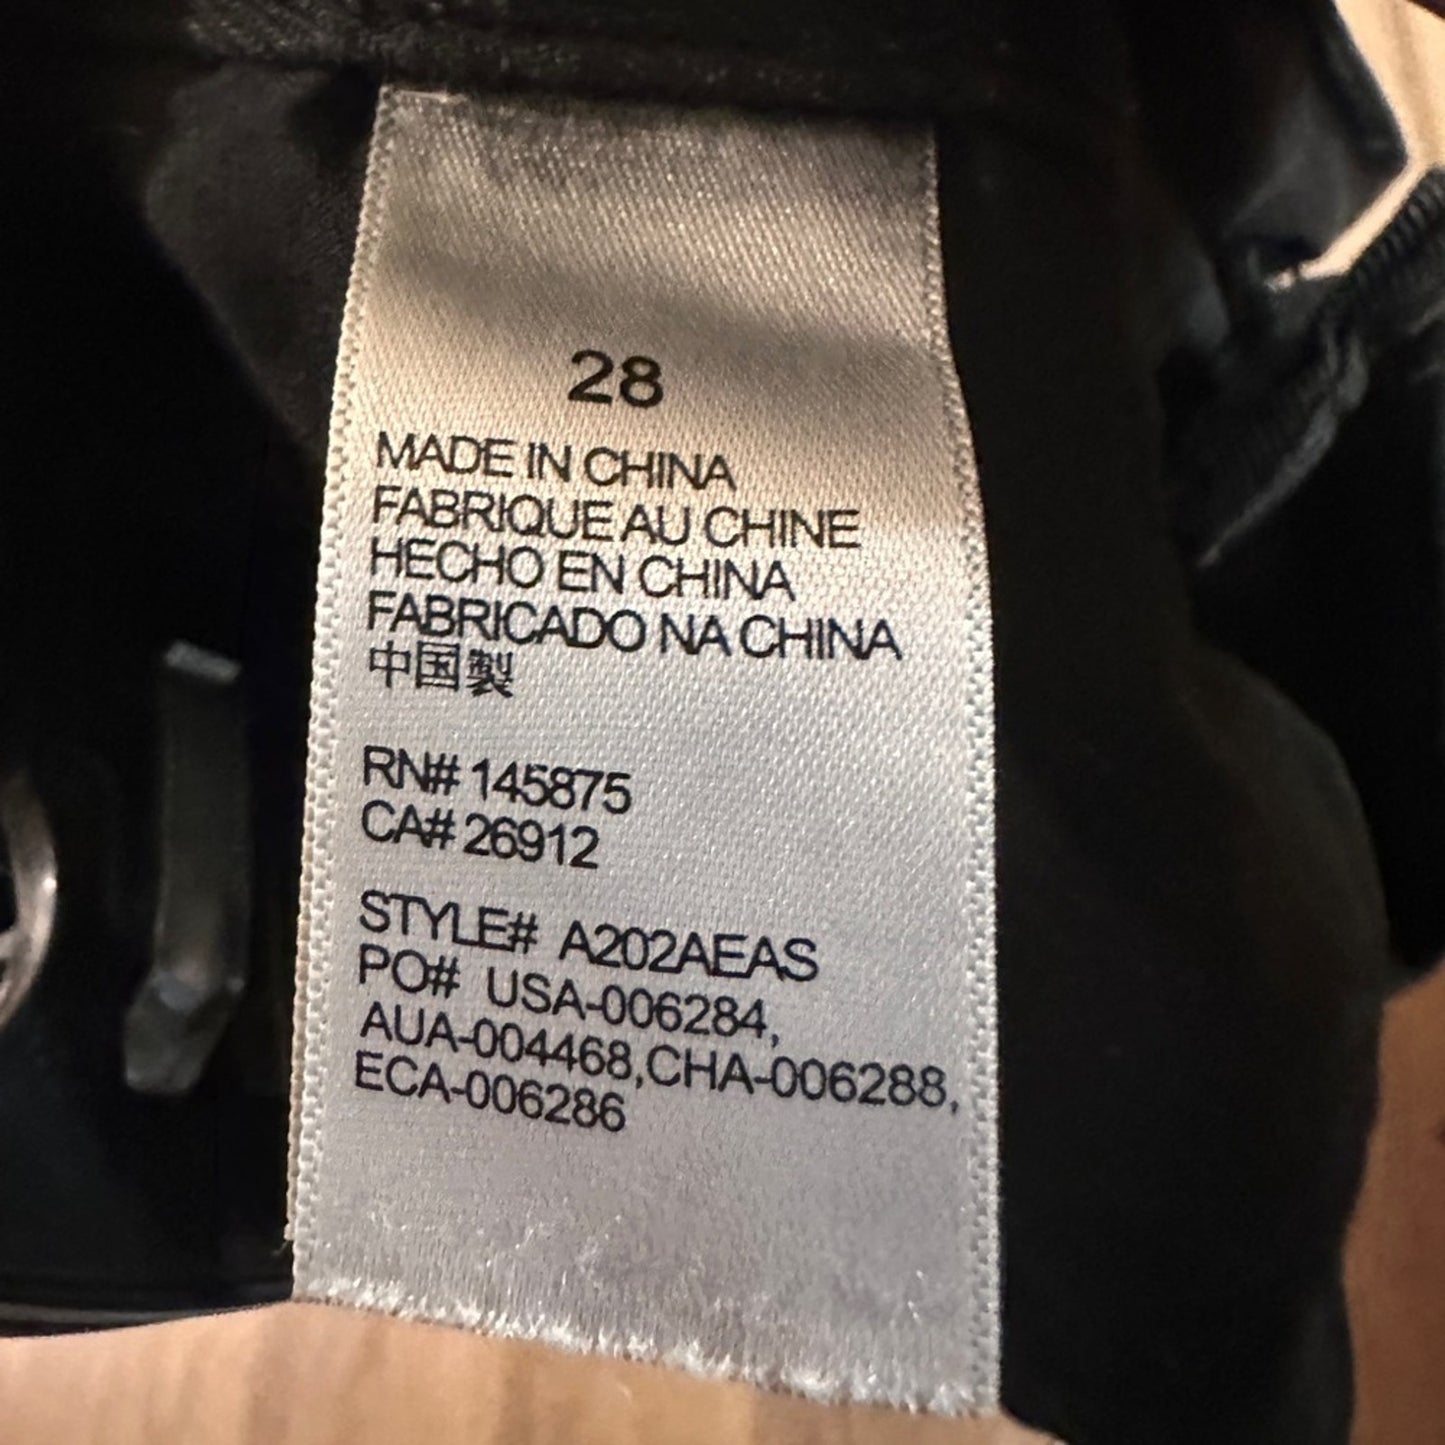 28
MADE IN CHINA
FABRIQUE AU CHINE
HECHO EN CHINA
FABRICADO NA CHINA
中国製
RN# 145875
CA# 26912
STYLE# A202AEAS
PO# USA-006284,
AUA-004468,CHA-006288,
ECA-006286